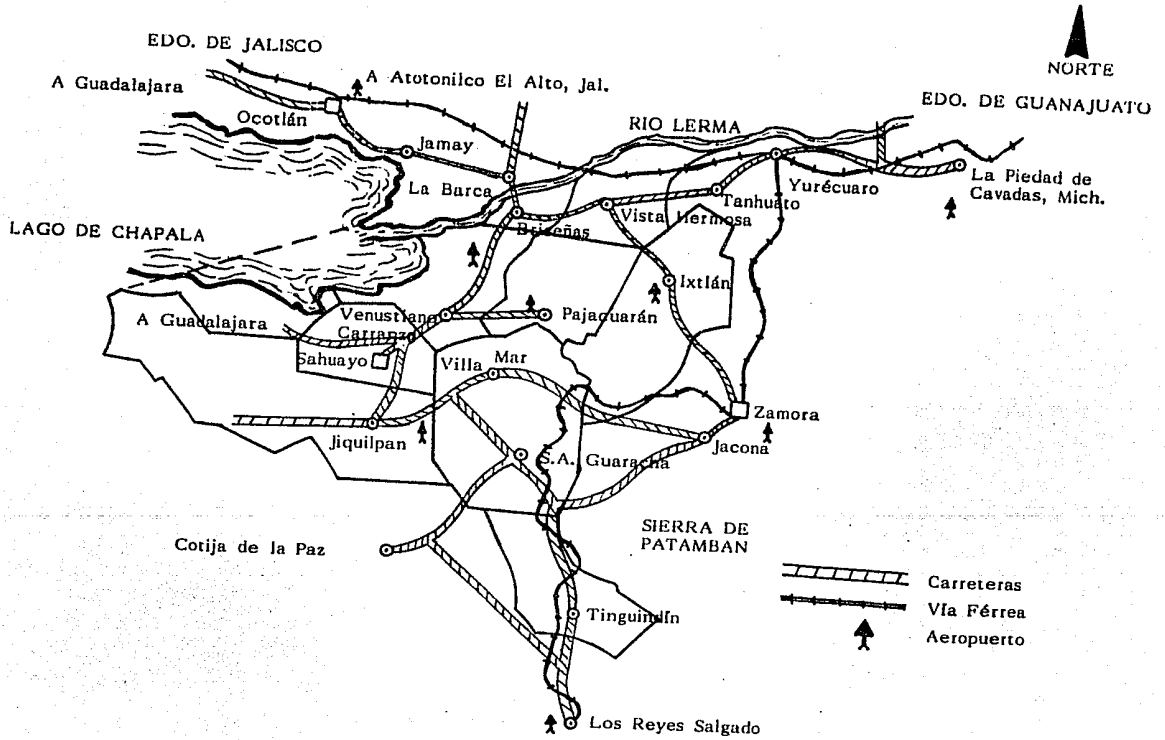 EDO. DE JALISCO
NORTE
A Guadalajara
A Atotonilco El Alto, Jal.
EDO. DE GUANAJUATO
Ocotlán
RIO LERMA
Jamay
La Barca
Yurécuaro
La Piedad de
Cavadas, Mich.
Tanhuato
Vista Hermosa
Briseñas
LAGO DE CHAPALA
Ixtlán
A Guadalajara
Venustiano
Carranza
Pajacuarán
Sahuayo
Villa Mar
Zamora
Jiquilpan
Jacona
S.A. Guaracha
SIERRA DE
PATAMBAN
Cotija de la Paz
Carreteras
Vía Férrea
Aeropuerto
Tinguindín
Los Reyes Salgado